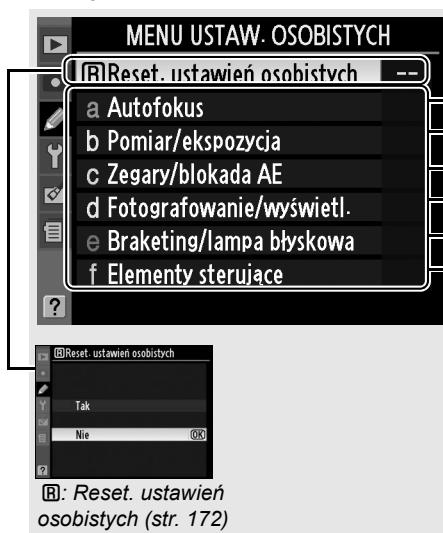 MENU USTAW. OSOBISTYCH
R Reset. ustawień osobistych --
a Autofokus
b Pomiar/ekspozycja
c Zegary/blokada AE
d Fotografowanie/wyświetl.
e Braketing/lampa błyskowa
f Elementy sterujące
?
R Reset. ustawień osobistych
Tak
Nie OK
?
R: Reset. ustawień
osobistych (str. 172)